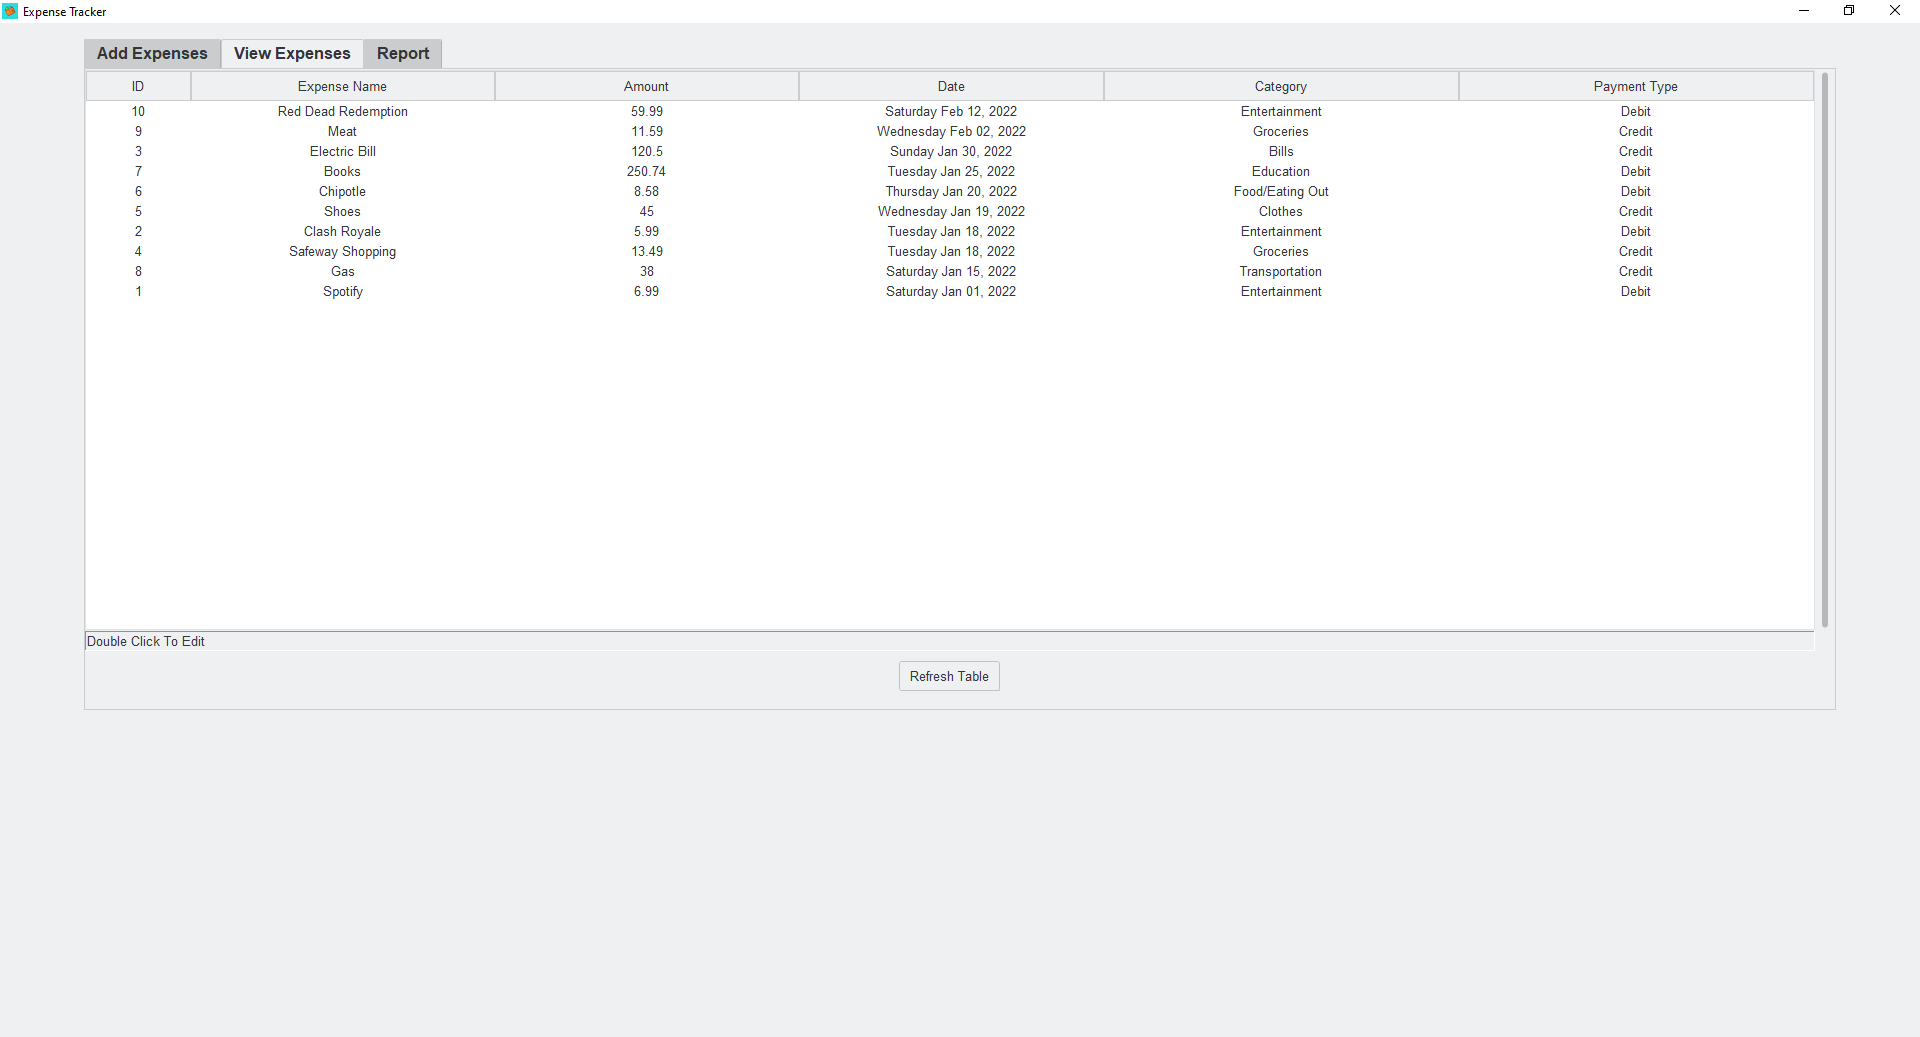 Expense Tracker
Add Expenses View Expenses Report
ID Expense Name Amount Date Category Payment Type
10 Red Dead Redemption 59.99 Saturday Feb 12, 2022 Entertainment Debit
9 Meat 11.59 Wednesday Feb 02, 2022 Groceries Credit
3 Electric Bill 120.5 Sunday Jan 30, 2022 Bills Credit
7 Books 250.74 Tuesday Jan 25, 2022 Education Debit
6 Chipotle 8.58 Thursday Jan 20, 2022 Food/Eating Out Debit
5 Shoes 45 Wednesday Jan 19, 2022 Clothes Credit
2 Clash Royale 5.99 Tuesday Jan 18, 2022 Entertainment Debit
4 Safeway Shopping 13.49 Tuesday Jan 18, 2022 Groceries Credit
8 Gas 38 Saturday Jan 15, 2022 Transportation Credit
1 Spotify 6.99 Saturday Jan 01, 2022 Entertainment Debit
Double Click To Edit
Refresh Table